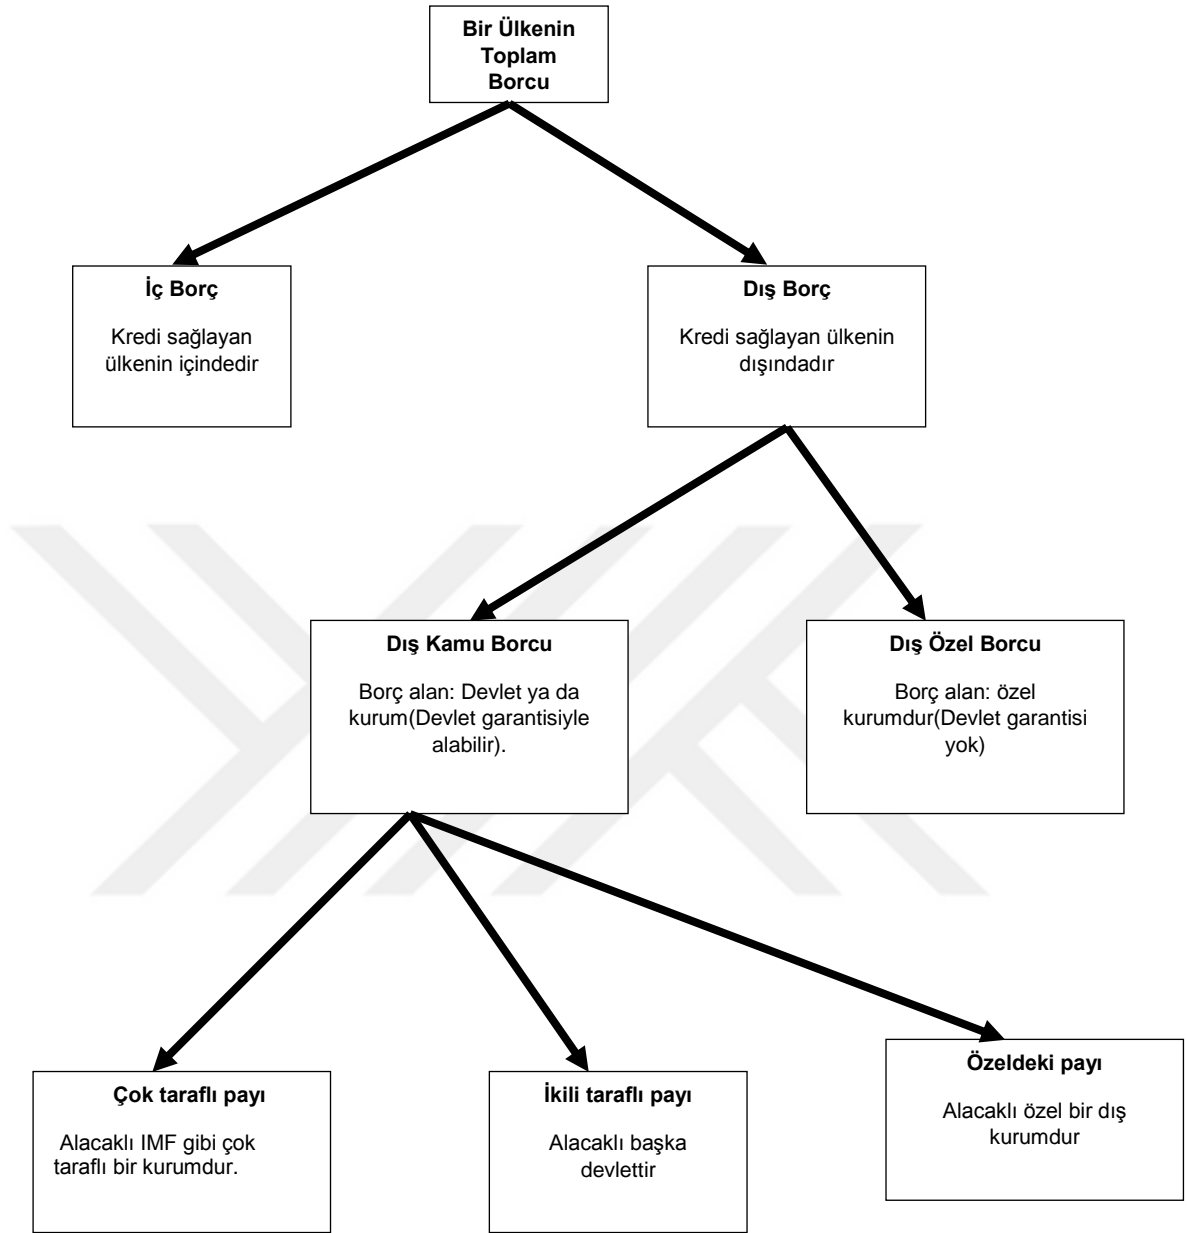 Bir Ülkenin
Toplam
Borcu
İç Borç
Kredi sağlayan
ülkenin içindedir
Dış Borç
Kredi sağlayan ülkenin
dışındadır
Dış Kamu Borcu
Borç alan: Devlet ya da
kurum(Devlet garantisiyle
alabilir).
Dış Özel Borcu
Borç alan: özel
kurumdur(Devlet garantisi
yok)
Çok taraflı payı
Alacaklı IMF gibi çok
taraflı bir kurumdur.
İkili taraflı payı
Alacaklı başka
devlettir
Özeldeki payı
Alacaklı özel bir dış
kurumdur